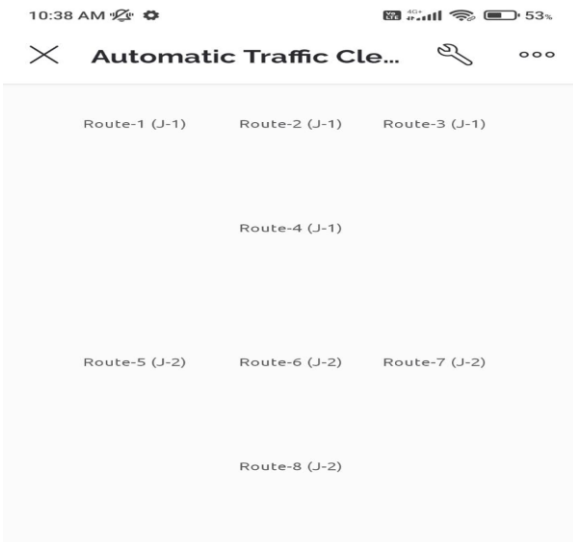 10:38 AM 4G+ 53%
Automatic Traffic Cle...
Route-1 (J-1) Route-2 (J-1) Route-3 (J-1)
Route-4 (J-1)
Route-5 (J-2) Route-6 (J-2) Route-7 (J-2)
Route-8 (J-2)